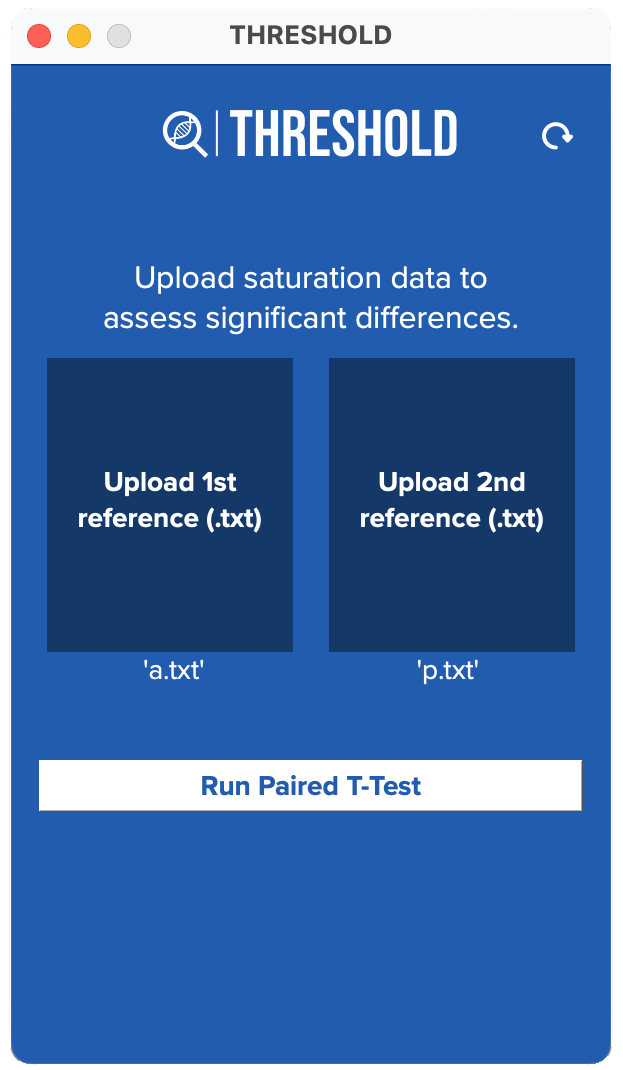 THRESHOLD
THRESHOLD
Upload saturation data to
assess significant differences.
Upload 1st
reference (.txt)
Upload 2nd
reference (.txt)
'a.txt'
'p.txt'
Run Paired T-Test